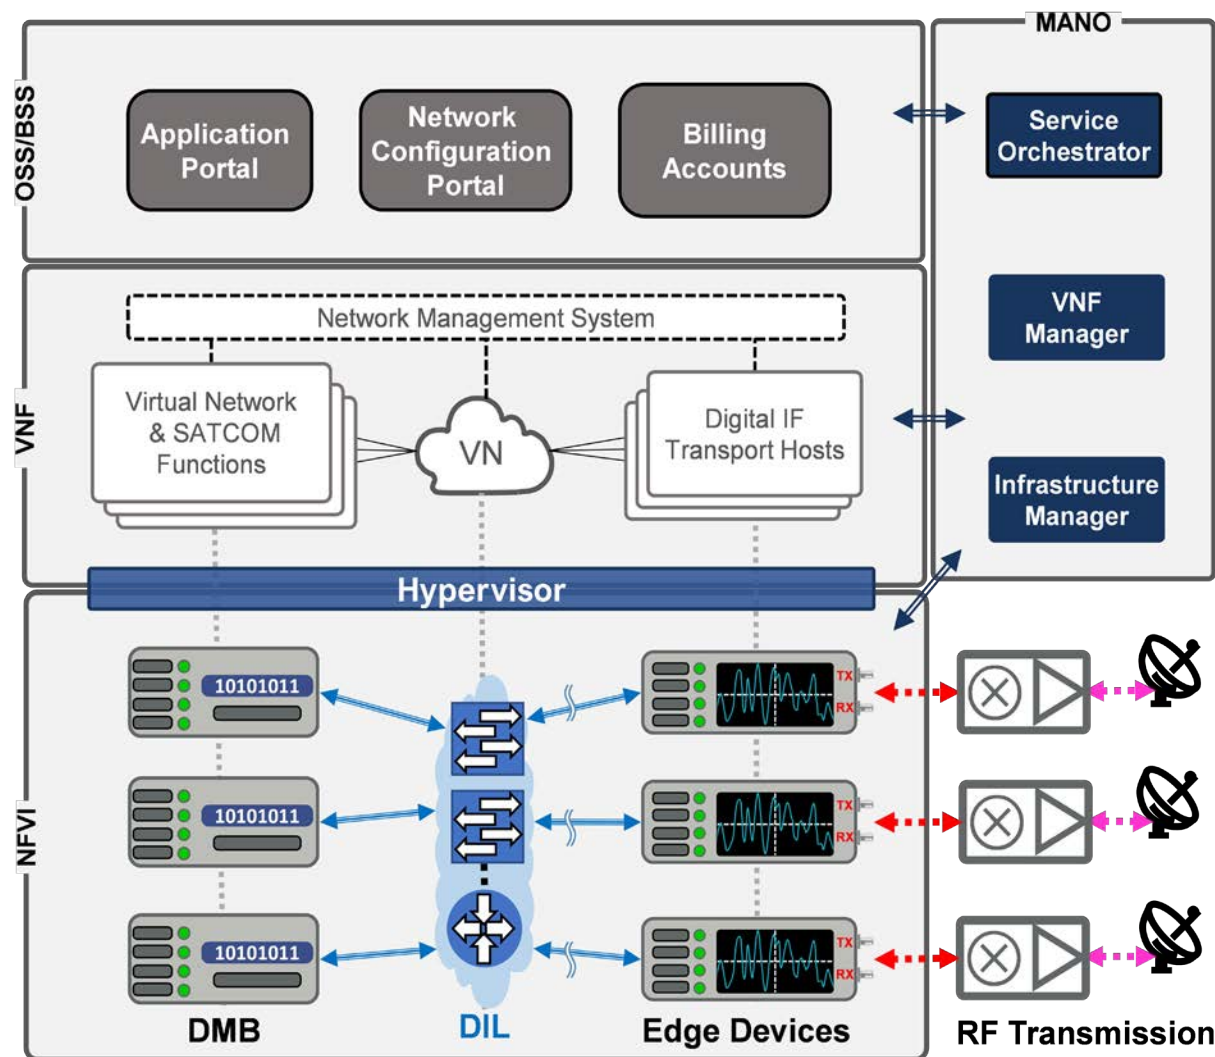 MANO
OSS/BSS
Application
Portal
Network
Configuration
Portal
Billing
Accounts
Service
Orchestrator
VNF
Manager
Infrastructure
Manager
VNF
Network Management System
Virtual Network
& SATCOM
Functions
VN
Digital IF
Transport Hosts
Hypervisor
NFVI
10101011
TX
RX
10101011
TX
RX
10101011
TX
RX
DMB
DIL
Edge Devices
RF Transmission